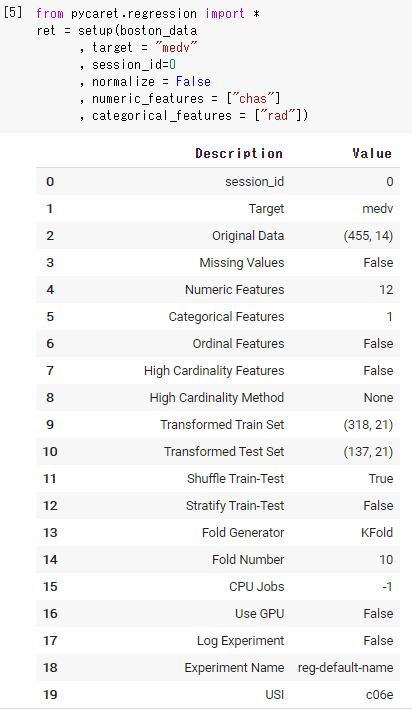 [5] from pycaret.regression import *
ret = setup(boston_data
, target = "medv"
, session_id=0
, normalize = False
, numeric_features = ["chas"]
, categorical_features = ["rad"])
Description Value
0 session_id 0
1 Target medv
2 Original Data (455, 14)
3 Missing Values False
4 Numeric Features 12
5 Categorical Features 1
6 Ordinal Features False
7 High Cardinality Features False
8 High Cardinality Method None
9 Transformed Train Set (318, 21)
10 Transformed Test Set (137, 21)
11 Shuffle Train-Test True
12 Stratify Train-Test False
13 Fold Generator KFold
14 Fold Number 10
15 CPU Jobs -1
16 Use GPU False
17 Log Experiment False
18 Experiment Name reg-default-name
19 USI c06e